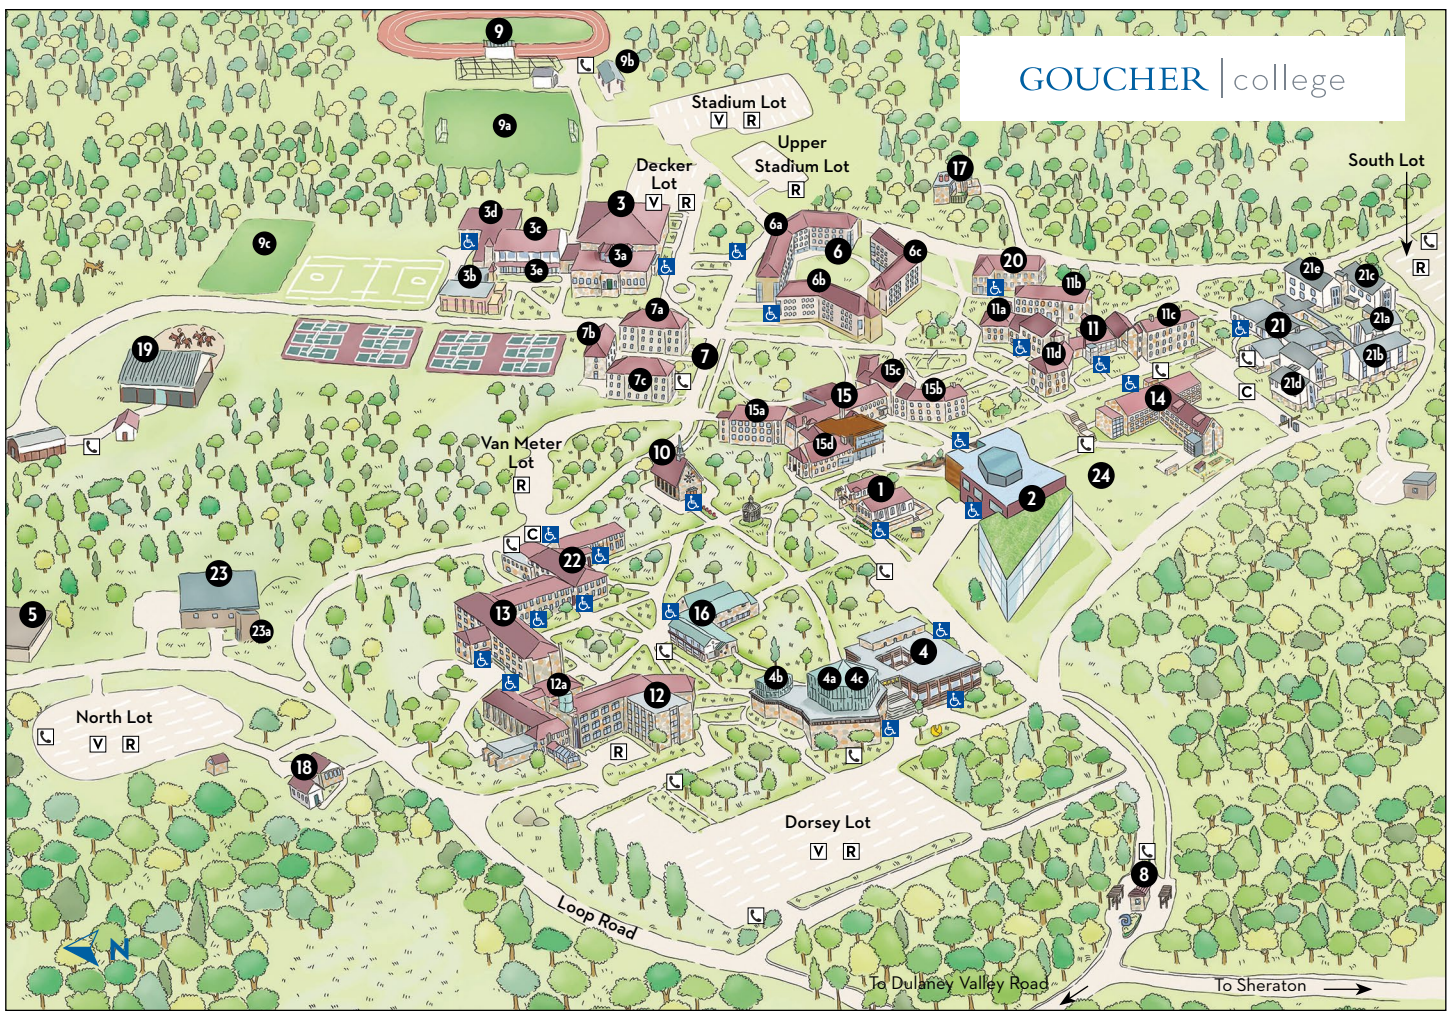 GOUCHER | college
9
9b
9a
Stadium Lot
V R
Upper
Stadium Lot
R
Decker
Lot
V R
17
South Lot
R
3d
3
3c
3a
3b
3e
9c
6a
6
6c
6b
20
11b
11a
11
11c
11d
21e
21c
21
21a
21b
21d
C
7a
7b
7
7c
19
15c
15
15b
15a
15d
14
Van Meter
Lot
R
10
1
2
24
C
22
13
23
23a
5
16
4
4b
4a
4c
12a
12
R
North Lot
V R
18
Dorsey Lot
V R
8
Loop Road
N
To Dulaney Valley Road
To Sheraton